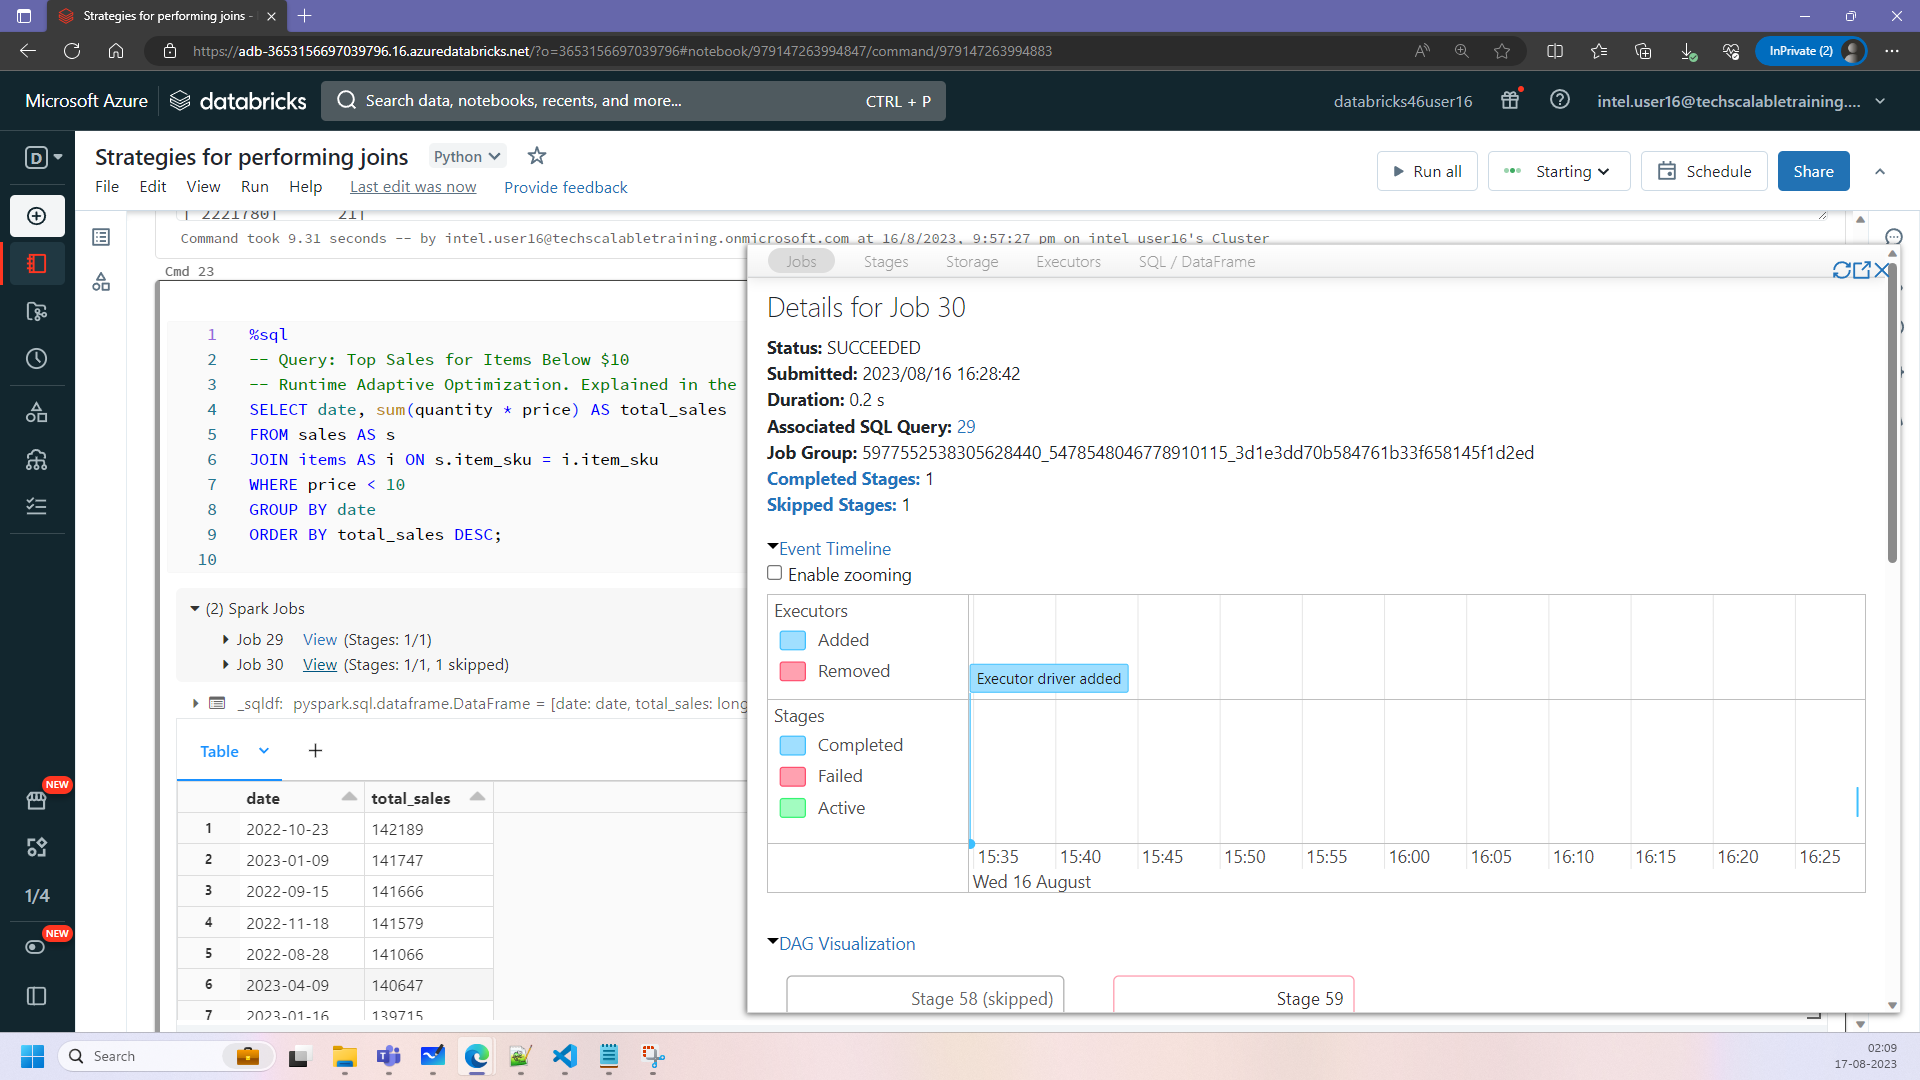 Strategies for performing joins -
https://adb-3653156697039796.16.azuredatabricks.net/?o=3653156697039796#notebook/979147263994847/command/979147263994883
InPrivate (2)
Microsoft Azure
databricks
Search data, notebooks, recents, and more...
CTRL + P
databricks46user16
intel.user16@techscalabletraining....
D
Strategies for performing joins
Python
File
Edit
View
Run
Help
Last edit was now
Provide feedback
Run all
Starting
Schedule
Share
| 2221780| 21|
Command took 9.31 seconds -- by intel.user16@techscalabletraining.onmicrosoft.com at 16/8/2023, 9:57:27 pm on intel user16's Cluster
Cmd 23
1 %sql
2 -- Query: Top Sales for Items Below $10
3 -- Runtime Adaptive Optimization. Explained in the
4 SELECT date, sum(quantity * price) AS total_sales
5 FROM sales AS s
6 JOIN items AS i ON s.item_sku = i.item_sku
7 WHERE price < 10
8 GROUP BY date
9 ORDER BY total_sales DESC;
10
(2) Spark Jobs
Job 29 View (Stages: 1/1)
Job 30 View (Stages: 1/1, 1 skipped)
_sqldf: pyspark.sql.dataframe.DataFrame = [date: date, total_sales: long
Table
+
date total_sales
1 2022-10-23 142189
2 2023-01-09 141747
3 2022-09-15 141666
4 2022-11-18 141579
5 2022-08-28 141066
6 2023-04-09 140647
7 2023-01-16 139715
Jobs
Stages
Storage
Executors
SQL / DataFrame
Details for Job 30
Status: SUCCEEDED
Submitted: 2023/08/16 16:28:42
Duration: 0.2 s
Associated SQL Query: 29
Job Group: 5977552538305628440_5478548046778910115_3d1e3dd70b584761b33f658145f1d2ed
Completed Stages: 1
Skipped Stages: 1
Event Timeline
Enable zooming
Executors
Added
Removed
Executor driver added
Stages
Completed
Failed
Active
15:35 15:40 15:45 15:50 15:55 16:00 16:05 16:10 16:15 16:20 16:25
Wed 16 August
DAG Visualization
Stage 58 (skipped)
Stage 59
NEW
1/4
NEW
Search
02:09
17-08-2023